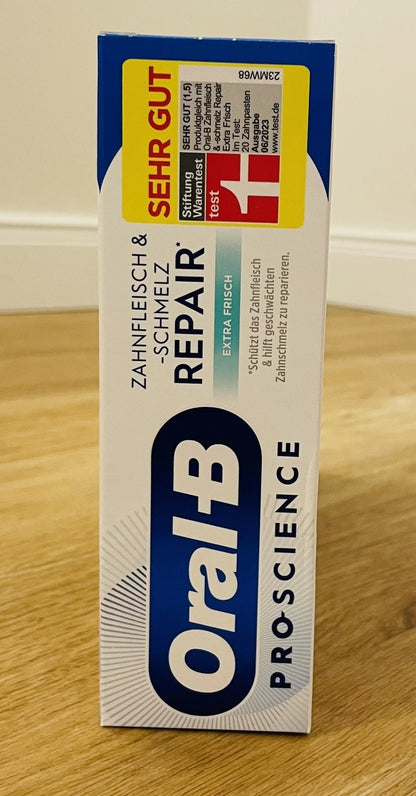 Oral-B
PRO-SCIENCE
ZAHNFLEISCH &
-SCHMELZ
REPAIR*
EXTRA FRISCH
*Schützt das Zahnfleisch
& hilft geschwächten
Zahnschmelz zu reparieren.
SEHR GUT
Stiftung
Warentest
test
SEHR GUT (1,5)
Produktgleich mit
Oral-B Zahnfleisch
& -schmelz Repair
Extra Frisch
Im Test:
20 Zahnpasten
Ausgabe
06/2023
www.test.de
23MW68